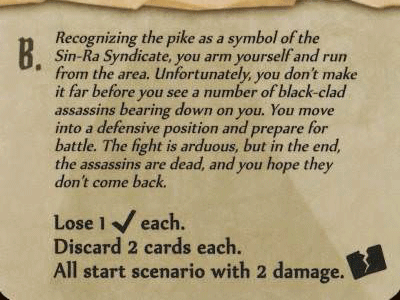 B. Recognizing the pike as a symbol of the
Sin-Ra Syndicate, you arm yourself and run
from the area. Unfortunately, you don't make
it far before you see a number of black-clad
assassins bearing down on you. You move
into a defensive position and prepare for
battle. The fight is arduous, but in the end,
the assassins are dead, and you hope they
don't come back.
Lose 1 ✓ each.
Discard 2 cards each.
All start scenario with 2 damage.